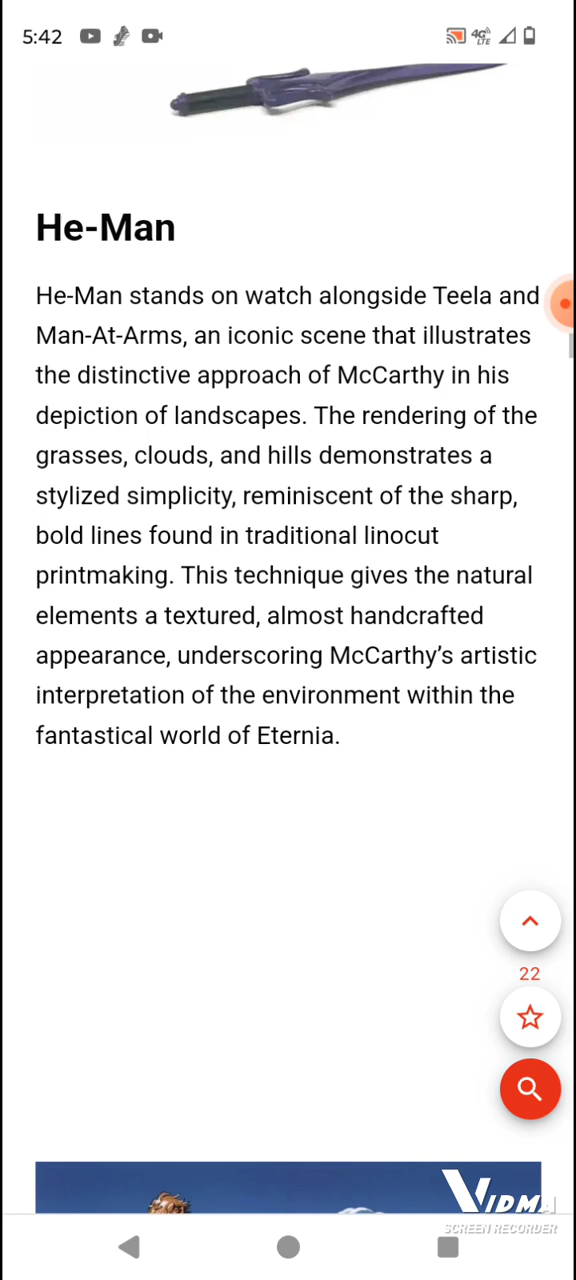 5:42
4G
LTE
He-Man
He-Man stands on watch alongside Teela and
Man-At-Arms, an iconic scene that illustrates
the distinctive approach of McCarthy in his
depiction of landscapes. The rendering of the
grasses, clouds, and hills demonstrates a
stylized simplicity, reminiscent of the sharp,
bold lines found in traditional linocut
printmaking. This technique gives the natural
elements a textured, almost handcrafted
appearance, underscoring McCarthy’s artistic
interpretation of the environment within the
fantastical world of Eternia.
22
VIDMA
SCREEN RECORDER